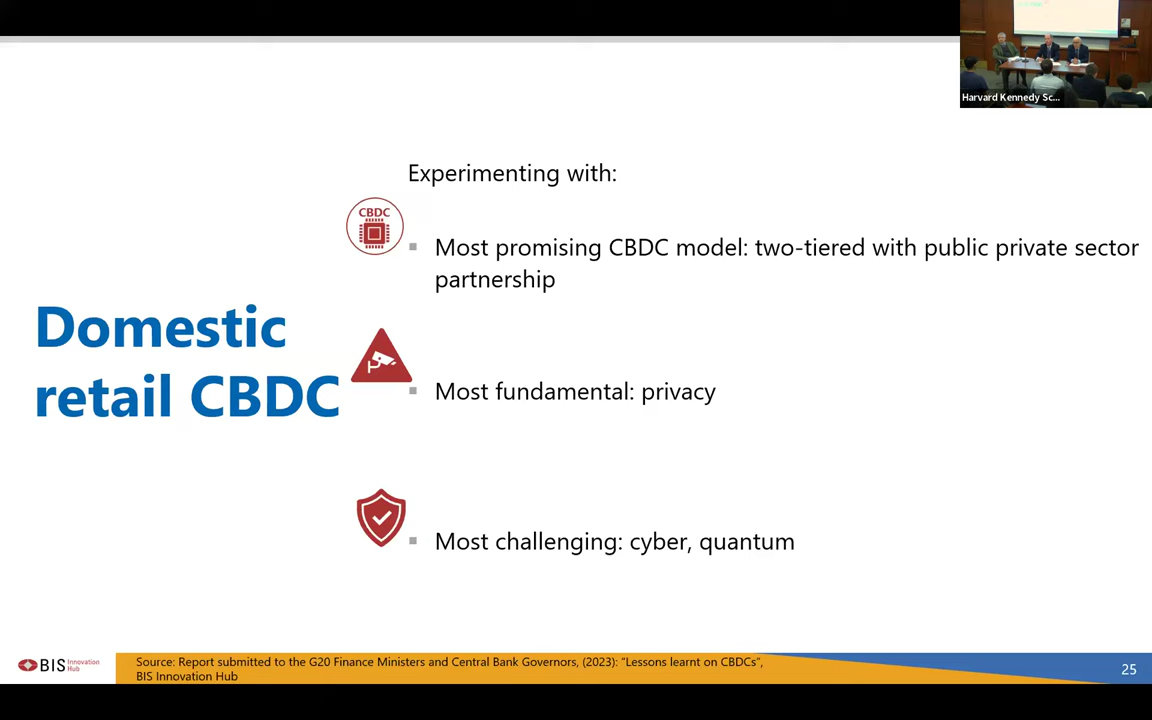 Harvard Kennedy Sc...
Experimenting with:
CBDC
Most promising CBDC model: two-tiered with public private sector
partnership
Domestic
retail CBDC
Most fundamental: privacy
Most challenging: cyber, quantum
BIS Innovation
Hub
Source: Report submitted to the G20 Finance Ministers and Central Bank Governors, (2023): "Lessons learnt on CBDCs",
BIS Innovation Hub
25